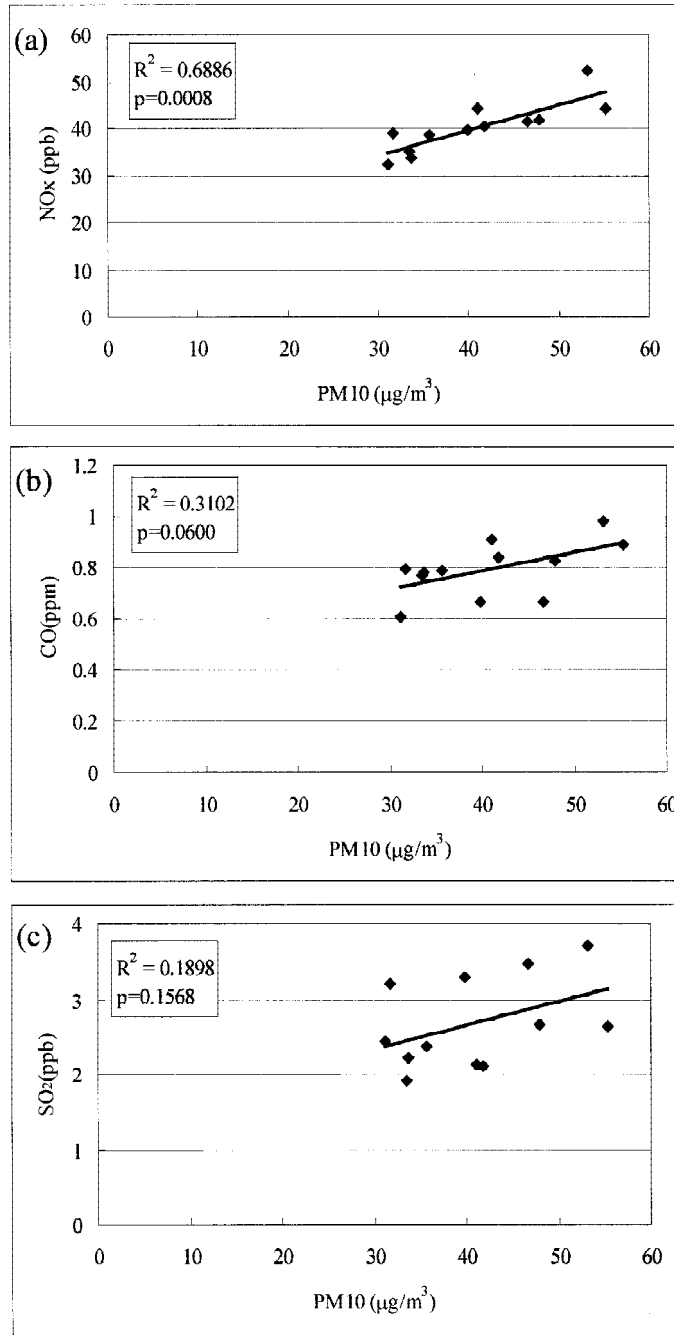 (a)
R² = 0.6886
p=0.0008
60
50
40
30
20
10
0
NOx (ppb)
0 10 20 30 40 50 60
PM10 (μg/m³)
(b)
R² = 0.3102
p=0.0600
1.2
1
0.8
0.6
0.4
0.2
0
CO(ppm)
0 10 20 30 40 50 60
PM10 (μg/m³)
(c)
R² = 0.1898
p=0.1568
4
3
2
1
0
SO₂(ppb)
0 10 20 30 40 50 60
PM10 (μg/m³)